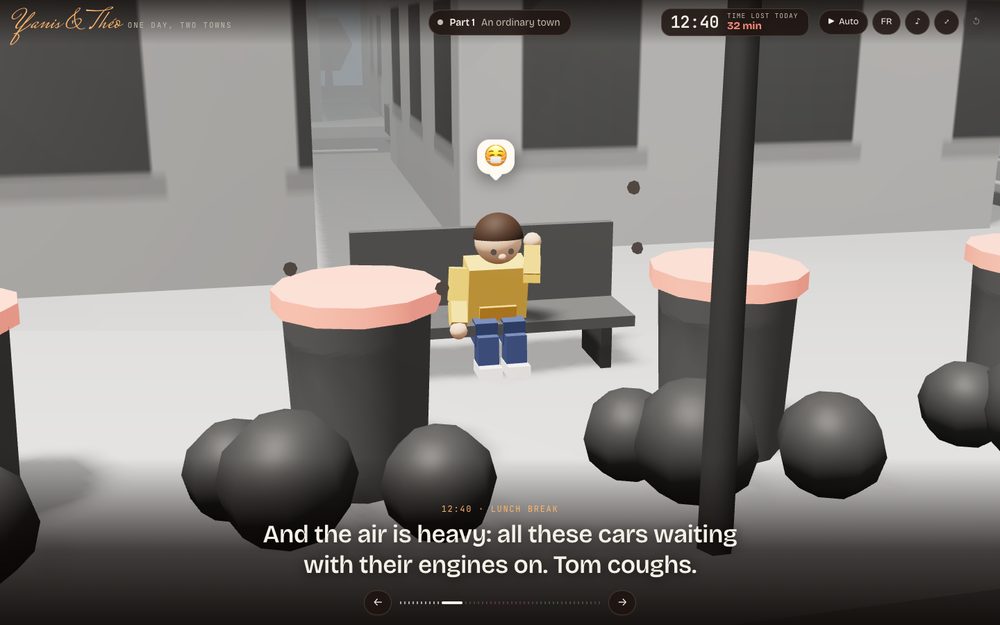 Yanis & Théo ONE DAY, TWO TOWNS
Part 1 An ordinary town
12:40 TIME LOST TODAY
32 min
▶ Auto
FR
12:40 · LUNCH BREAK
And the air is heavy: all these cars waiting
with their engines on. Tom coughs.